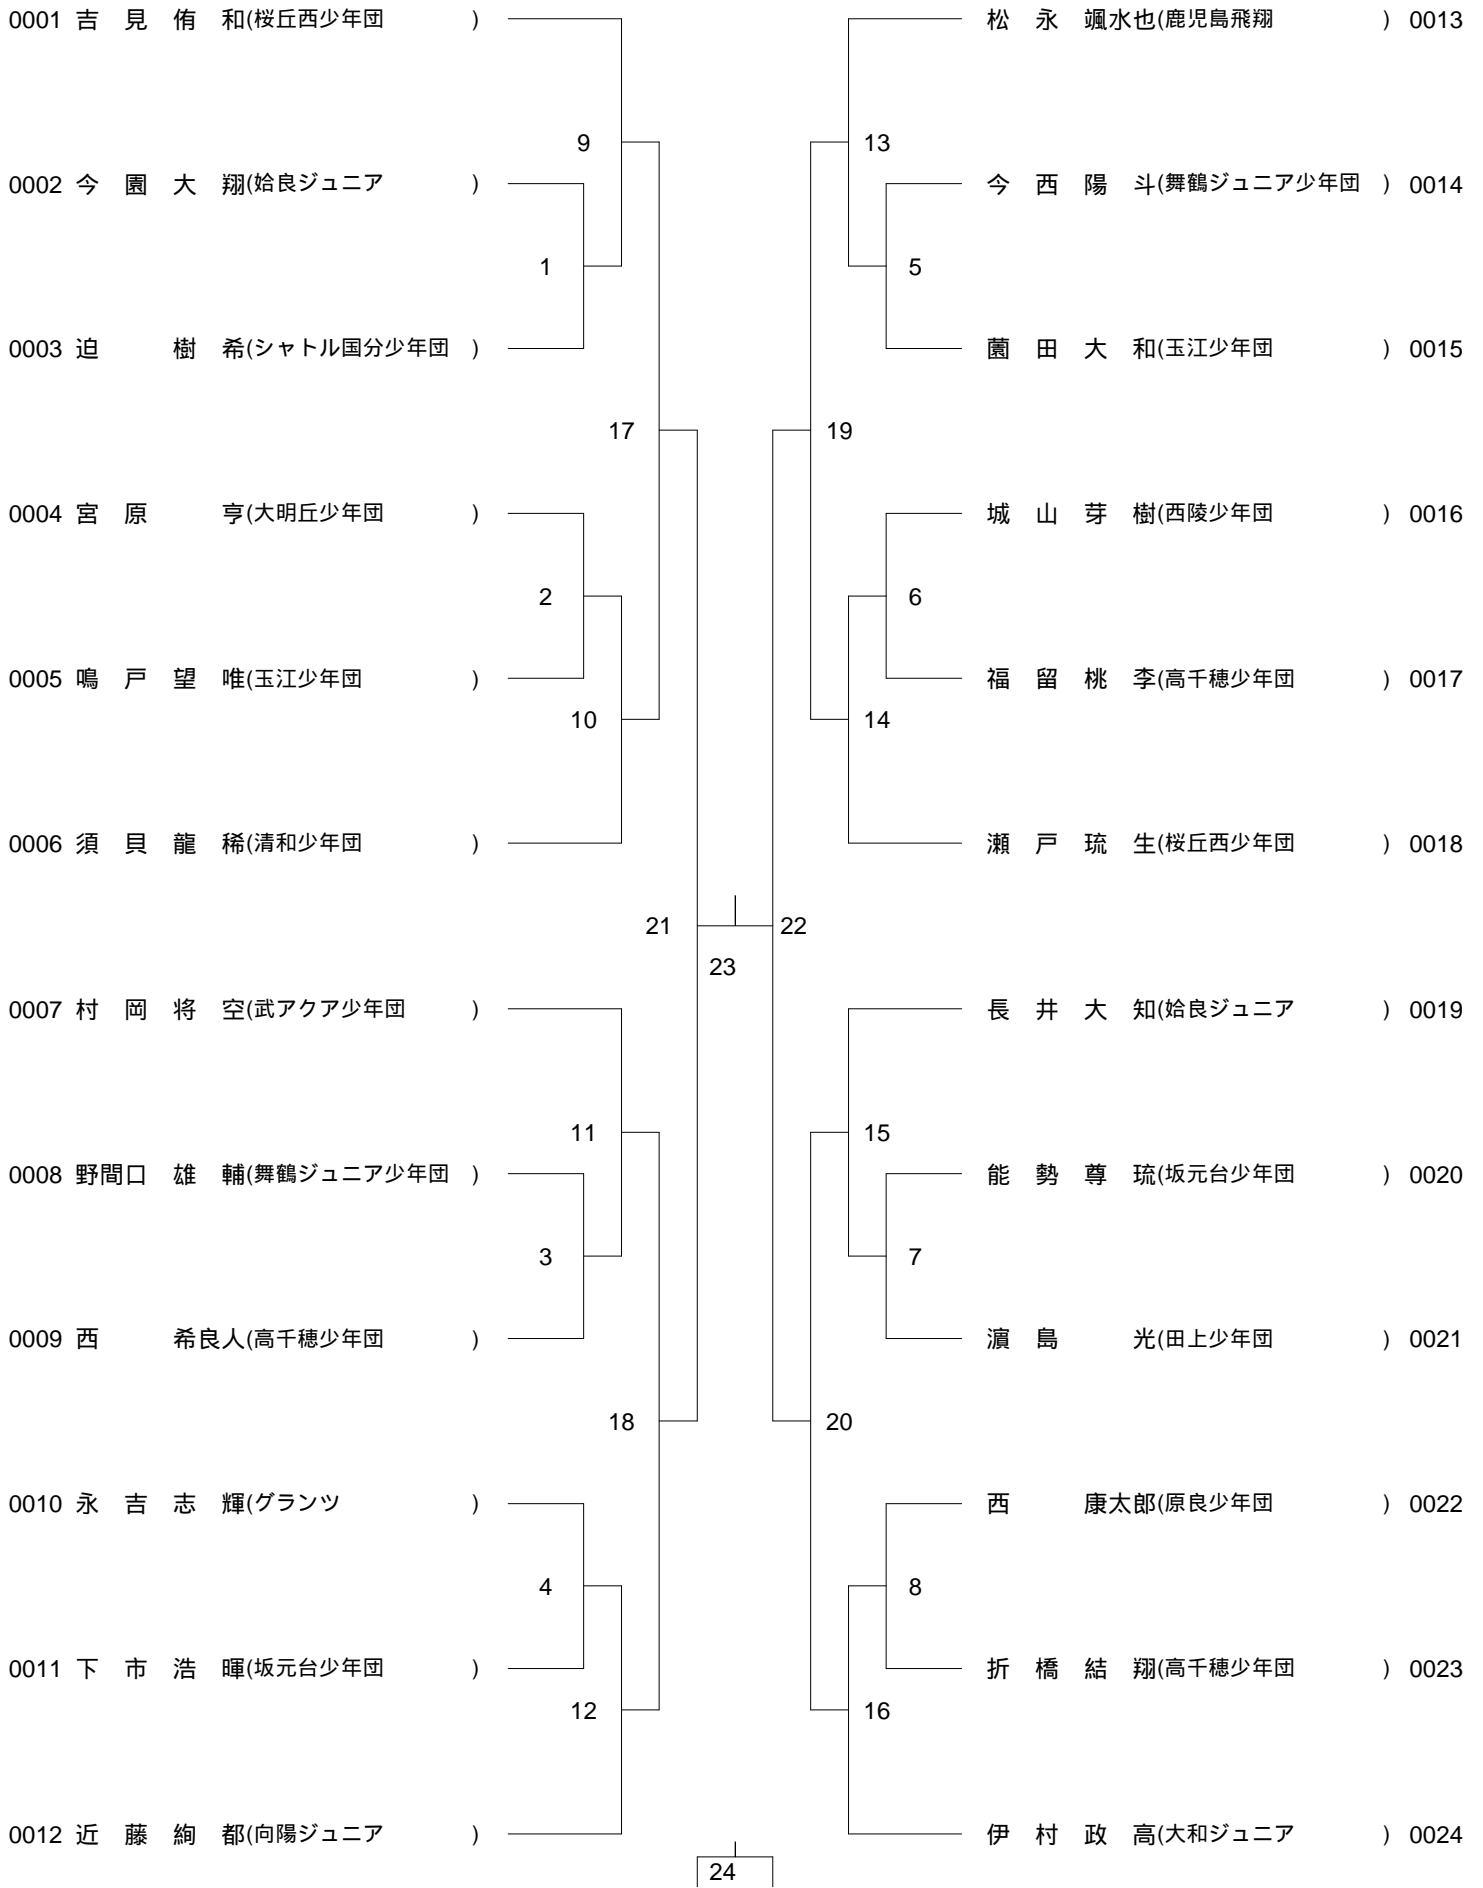 0001 吉 見 侑 和(桜丘西少年団 )
松 永 颯水也(鹿児島飛翔 ) 0013
9
13
0002 今 園 大 翔(姶良ジュニア )
今 西 陽 斗(舞鶴ジュニア少年団 ) 0014
1
5
0003 迫 樹 希(シャトル国分少年団 )
薗 田 大 和(玉江少年団 ) 0015
17
19
0004 宮 原 亨(大明丘少年団 )
城 山 芽 樹(西陵少年団 ) 0016
2
6
0005 鳴 戸 望 唯(玉江少年団 )
福 留 桃 李(高千穂少年団 ) 0017
10
14
0006 須 貝 龍 稀(清和少年団 )
瀬 戸 琉 生(桜丘西少年団 ) 0018
21
22
23
0007 村 岡 将 空(武アクア少年団 )
長 井 大 知(姶良ジュニア ) 0019
11
15
0008 野間口 雄 輔(舞鶴ジュニア少年団 )
能 勢 尊 琉(坂元台少年団 ) 0020
3
7
0009 西 希良人(高千穂少年団 )
濵 島 光(田上少年団 ) 0021
18
20
0010 永 吉 志 輝(グランツ )
西 康太郎(原良少年団 ) 0022
4
8
0011 下 市 浩 暉(坂元台少年団 )
折 橋 結 翔(高千穂少年団 ) 0023
12
16
0012 近 藤 絢 都(向陽ジュニア )
伊 村 政 高(大和ジュニア ) 0024
24